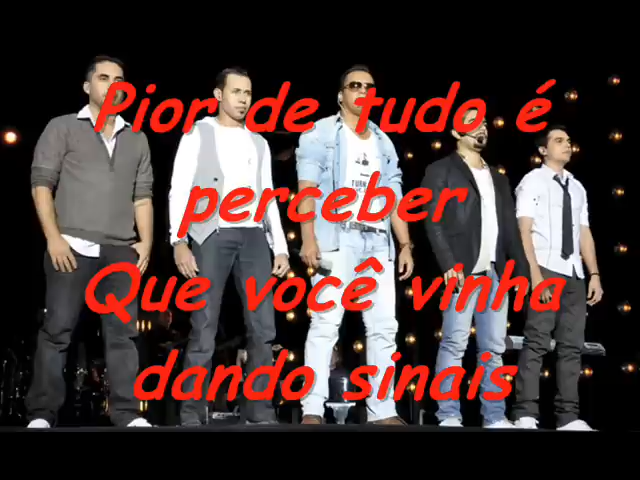 Pior de tudo é
perceber
Que você vinha
dando sinais